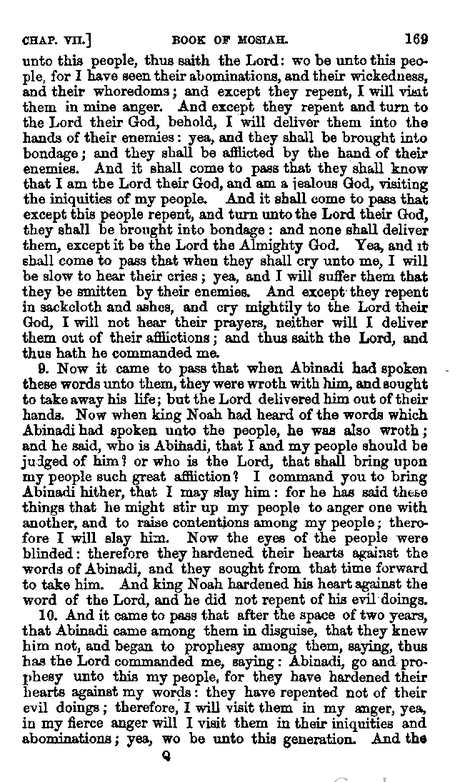 CHAP. VII.] BOOK OF MOSIAH. 169
unto this people, thus saith the Lord: wo be unto this peo-
ple, for I have seen their abominations, and their wickedness,
and their whoredoms; and except they repent, I will visit
them in mine anger. And except they repent and turn to
the Lord their God, behold, I will deliver them into the
hands of their enemies: yea, and they shall be brought into
bondage; and they shall be afflicted by the hand of their
enemies. And it shall come to pass that they shall know
that I am the Lord their God, and am a jealous God, visiting
the iniquities of my people. And it shall come to pass that
except this people repent, and turn unto the Lord their God,
they shall be brought into bondage: and none shall deliver
them, except it be the Lord the Almighty God. Yea, and it
shall come to pass that when they shall cry unto me, I will
be slow to hear their cries; yea, and I will suffer them that
they be smitten by their enemies. And except they repent
in sackcloth and ashes, and cry mightily to the Lord their
God, I will not hear their prayers, neither will I deliver
them out of their afflictions; and thus saith the Lord, and
thus hath he commanded me.
9. Now it came to pass that when Abinadi had spoken
these words unto them, they were wroth with him, and sought
to take away his life; but the Lord delivered him out of their
hands. Now when king Noah had heard of the words which
Abinadi had spoken unto the people, he was also wroth;
and he said, who is Abinadi, that I and my people should be
judged of him? or who is the Lord, that shall bring upon
my people such great affliction? I command you to bring
Abinadi hither, that I may slay him: for he has said these
things that he might stir up my people to anger one with
another, and to raise contentions among my people; there-
fore I will slay him. Now the eyes of the people were
blinded: therefore they hardened their hearts against the
words of Abinadi, and they sought from that time forward
to take him. And king Noah hardened his heart against the
word of the Lord, and he did not repent of his evil doings.
10. And it came to pass that after the space of two years,
that Abinadi came among them in disguise, that they knew
him not, and began to prophesy among them, saying, thus
has the Lord commanded me, saying: Abinadi, go and pro-
phesy unto this my people, for they have hardened their
hearts against my words: they have repented not of their
evil doings; therefore, I will visit them in my anger, yea,
in my fierce anger will I visit them in their iniquities and
abominations; yea, wo be unto this generation. And the
Q